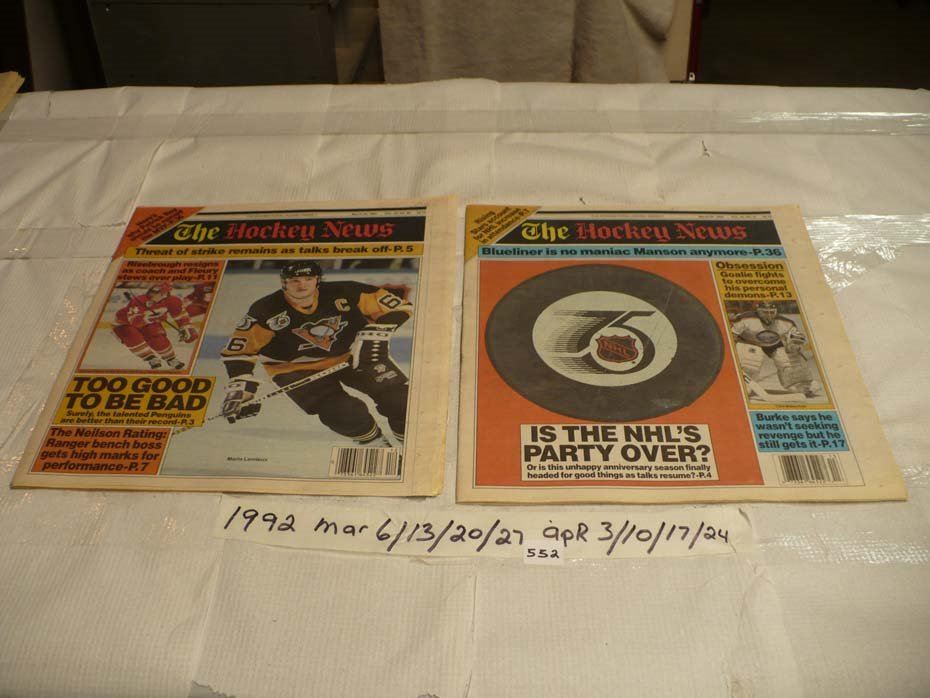 The Hockey News
Threat of strike remains as talks break off-P.5
Risebrough resigns
as coach and Fleury
stews over play-P.11
TOO GOOD
TO BE BAD
Surely, the talented Penguins
are better than their record-P.3
The Neilson Rating:
Ranger bench boss
gets high marks for
performance-P.7
Mario Lemieux
C
66
75
The Hockey News
Blueliner is no maniac Manson anymore-P.36
Obsession
Goalie fights
to overcome
his personal
demons-P.13
75
NHL
IS THE NHL'S
PARTY OVER?
Or is this unhappy anniversary season finally
headed for good things as talks resume?-P.4
Burke says he
wasn't seeking
revenge but he
still gets it-P.17
1992 mar 6/13/20/27 apR 3/10/17/24
552